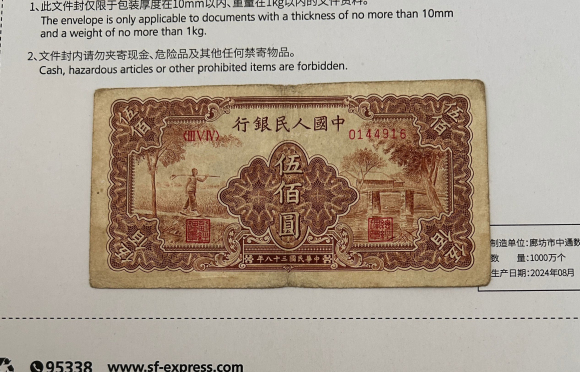 1、此文件封仅限于包装厚度在10mm以内、重量在1kg以内的文件资料。
The envelope is only applicable to documents with a thickness of no more than 10mm
and a weight of no more than 1kg.
2、文件封内请勿夹寄现金、危险品及其他任何禁寄物品。
Cash, hazardous articles or other prohibited items are forbidden.
伍佰
伍佰
行銀民人國中
〈ⅢⅤⅣ〉
0144916
伍佰圓
年八十三國民華中
伍佰
伍佰
制造单位:廊坊市中通数
数 量:1000万个
生产日期:2024年08月
95338 www.sf-express.com